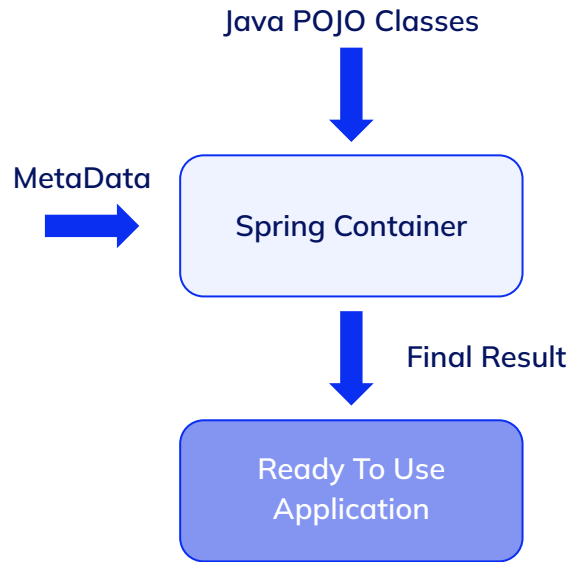 Java POJO Classes
MetaData
Spring Container
Final Result
Ready To Use
Application